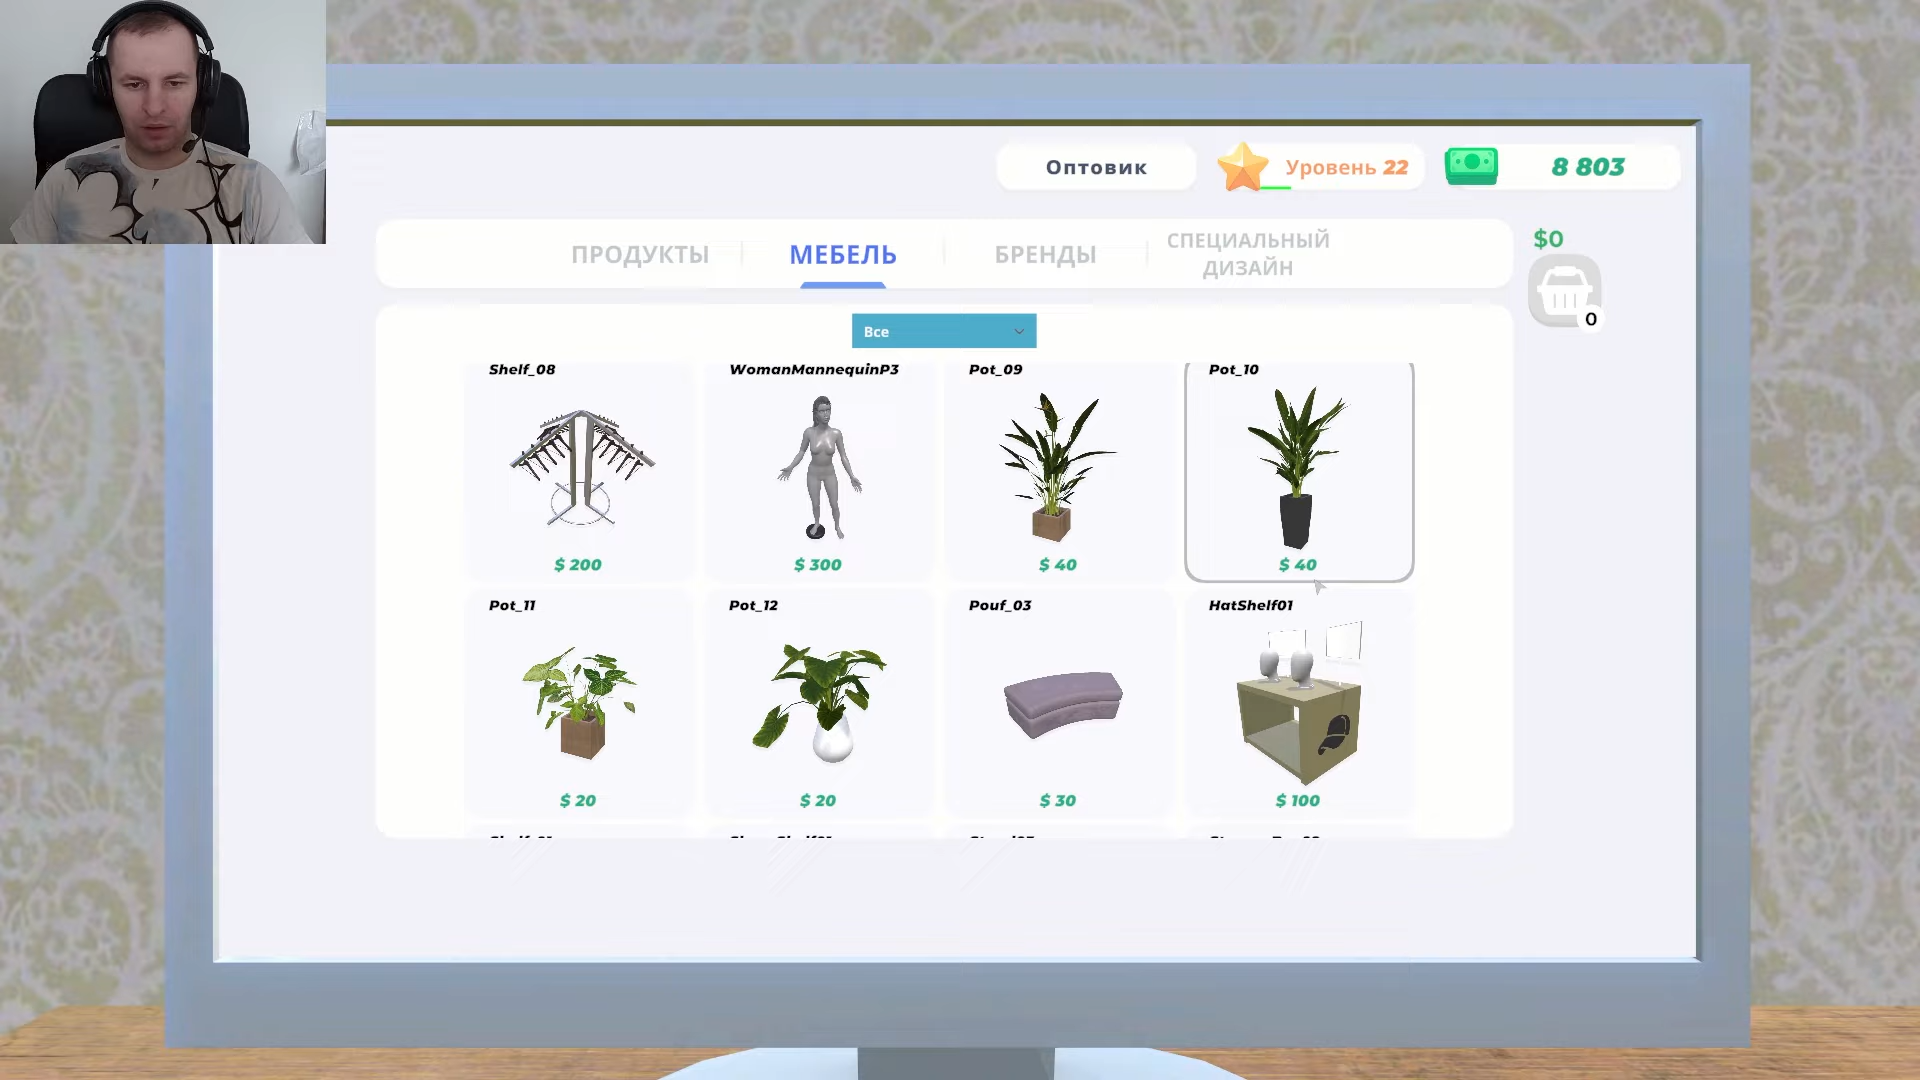 Оптовик
Уровень 22
8 803
ПРОДУКТЫ
МЕБЕЛЬ
БРЕНДЫ
СПЕЦИАЛЬНЫЙ
ДИЗАЙН
$0
0
Все
Shelf_08
WomanMannequinP3
Pot_09
Pot_10
$ 200
$ 300
$ 40
$ 40
Pot_11
Pot_12
Pouf_03
HatShelf01
$ 20
$ 20
$ 30
$ 100